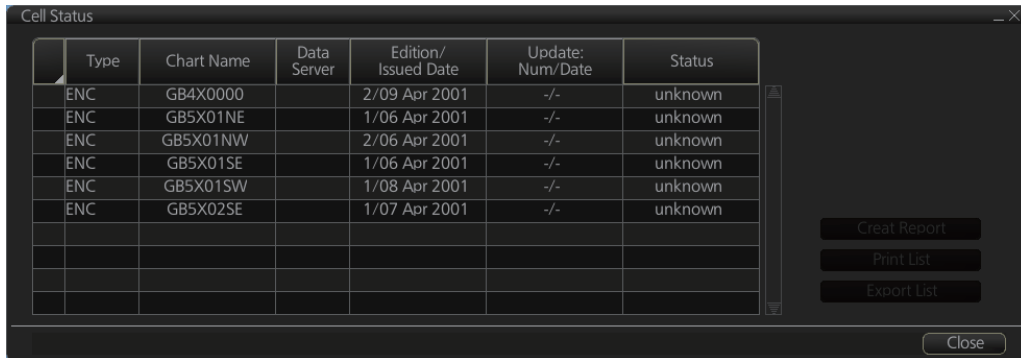 Cell Status
Type Chart Name Data Server Edition/ Issued Date Update: Num/Date Status
ENC GB4X0000 2/09 Apr 2001 -/- unknown
ENC GB5X01NE 1/06 Apr 2001 -/- unknown
ENC GB5X01NW 2/06 Apr 2001 -/- unknown
ENC GB5X01SE 1/06 Apr 2001 -/- unknown
ENC GB5X01SW 1/08 Apr 2001 -/- unknown
ENC GB5X02SE 1/07 Apr 2001 -/- unknown
Creat Report
Print List
Export List
Close